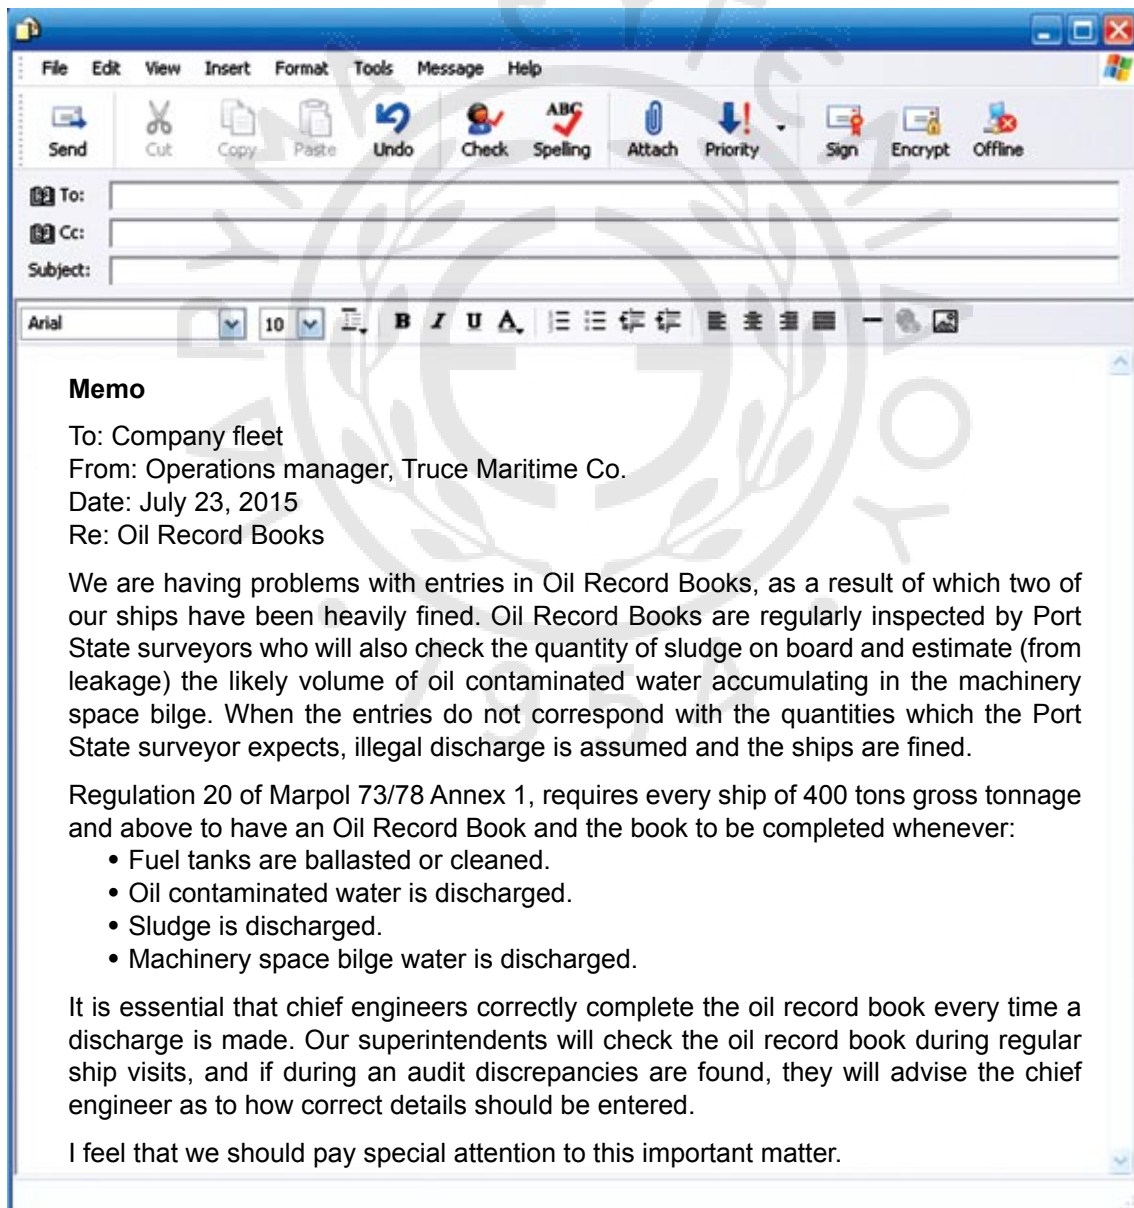 File Edit View Insert Format Tools Message Help
Send Cut Copy Paste Undo Check ABC Spelling Attach Priority Sign Encrypt Offline
To:
Cc:
Subject:
Arial 10 B I U A
Memo
To: Company fleet
From: Operations manager, Truce Maritime Co.
Date: July 23, 2015
Re: Oil Record Books
We are having problems with entries in Oil Record Books, as a result of which two of
our ships have been heavily fined. Oil Record Books are regularly inspected by Port
State surveyors who will also check the quantity of sludge on board and estimate (from
leakage) the likely volume of oil contaminated water accumulating in the machinery
space bilge. When the entries do not correspond with the quantities which the Port
State surveyor expects, illegal discharge is assumed and the ships are fined.
Regulation 20 of Marpol 73/78 Annex 1, requires every ship of 400 tons gross tonnage
and above to have an Oil Record Book and the book to be completed whenever:
• Fuel tanks are ballasted or cleaned.
• Oil contaminated water is discharged.
• Sludge is discharged.
• Machinery space bilge water is discharged.
It is essential that chief engineers correctly complete the oil record book every time a
discharge is made. Our superintendents will check the oil record book during regular
ship visits, and if during an audit discrepancies are found, they will advise the chief
engineer as to how correct details should be entered.
I feel that we should pay special attention to this important matter.
1954